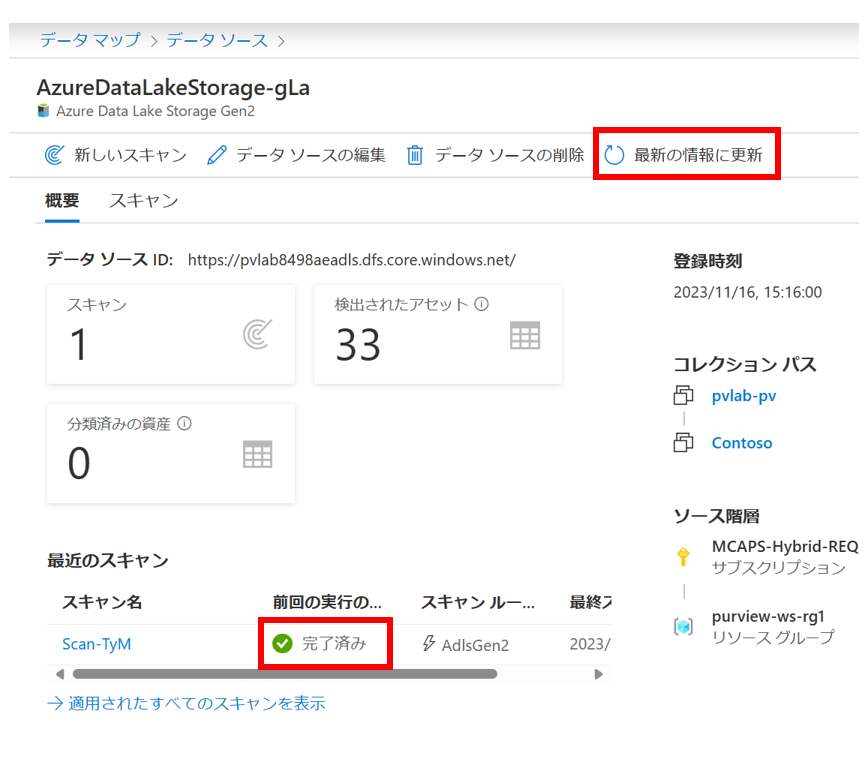 データ マップ > データ ソース >
AzureDataLakeStorage-gLa
Azure Data Lake Storage Gen2
新しいスキャン データ ソースの編集 データ ソースの削除 最新の情報に更新
概要 スキャン
データ ソース ID: https://pvlab8498aeadls.dfs.core.windows.net/
スキャン
1
検出されたアセット
33
分類済みの資産
0
最近のスキャン
スキャン名 前回の実行の... スキャン ルー... 最終ス
Scan-TyM 完了済み AdlsGen2 2023/
→ 適用されたすべてのスキャンを表示
登録時刻
2023/11/16, 15:16:00
コレクション パス
pvlab-pv
Contoso
ソース階層
MCAPS-Hybrid-REQ
サブスクリプション
purview-ws-rg1
リソース グループ